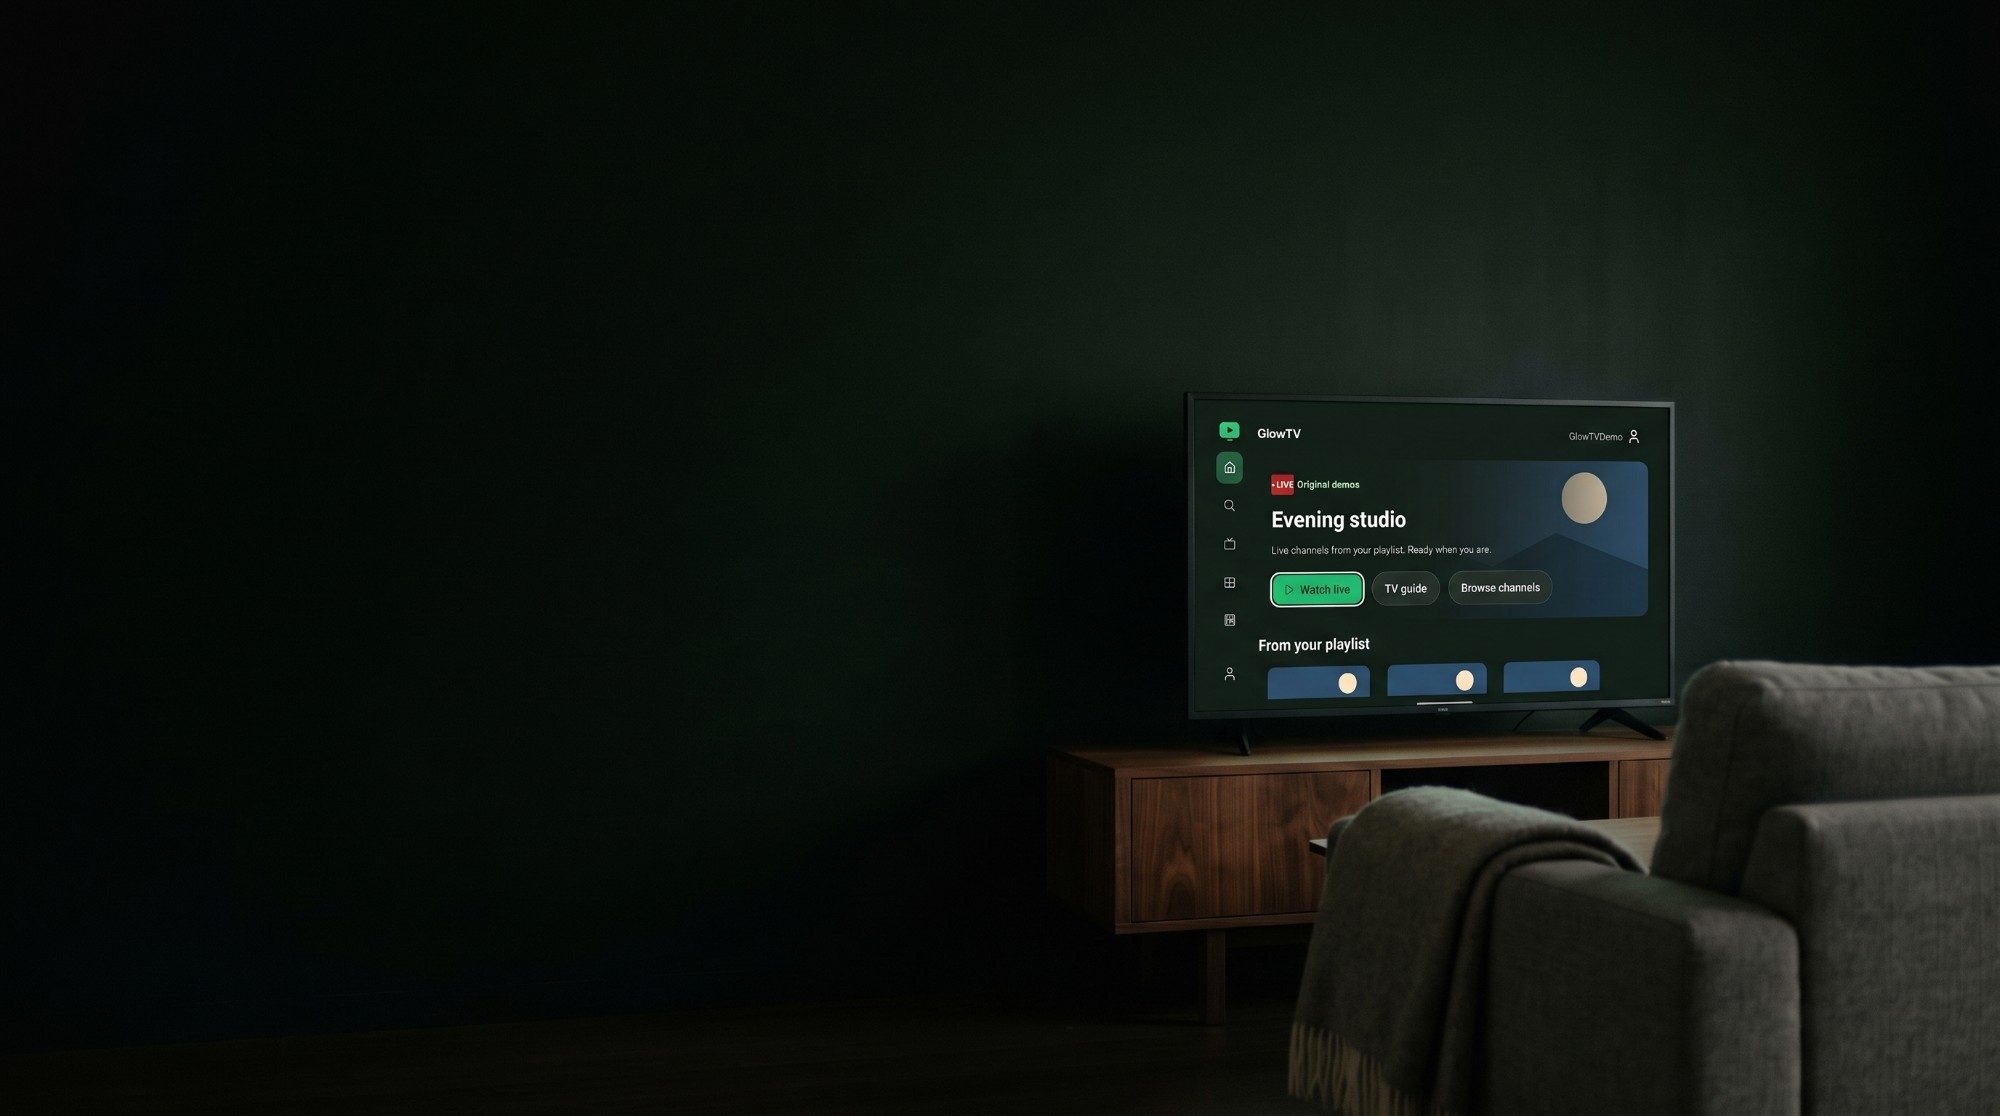 GlowTV
GlowTVDemo
• LIVE Original demos
Evening studio
Live channels from your playlist. Ready when you are.
Watch live
TV guide
Browse channels
From your playlist